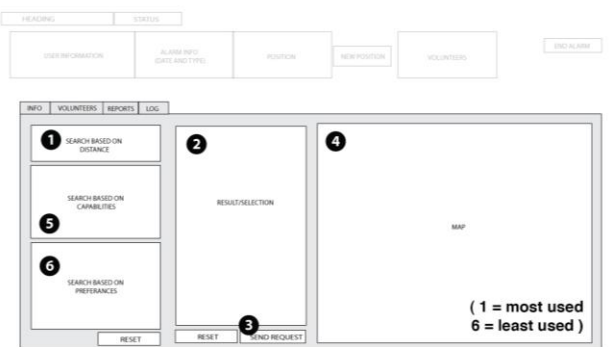 HEADING
STATUS
USER INFORMATION
ALARM INFO
(DATE AND TYPE)
POSITION
NEW POSITION
VOLUNTEERS
END ALARM
INFO
VOLUNTEERS
REPORTS
LOG
1
SEARCH BASED ON
DISTANCE
5
SEARCH BASED ON
CAPABILITIES
6
SEARCH BASED ON
PREFERANCES
RESET
2
RESULT/SELECTION
RESET
3
SEND REQUEST
4
MAP
( 1 = most used
6 = least used )